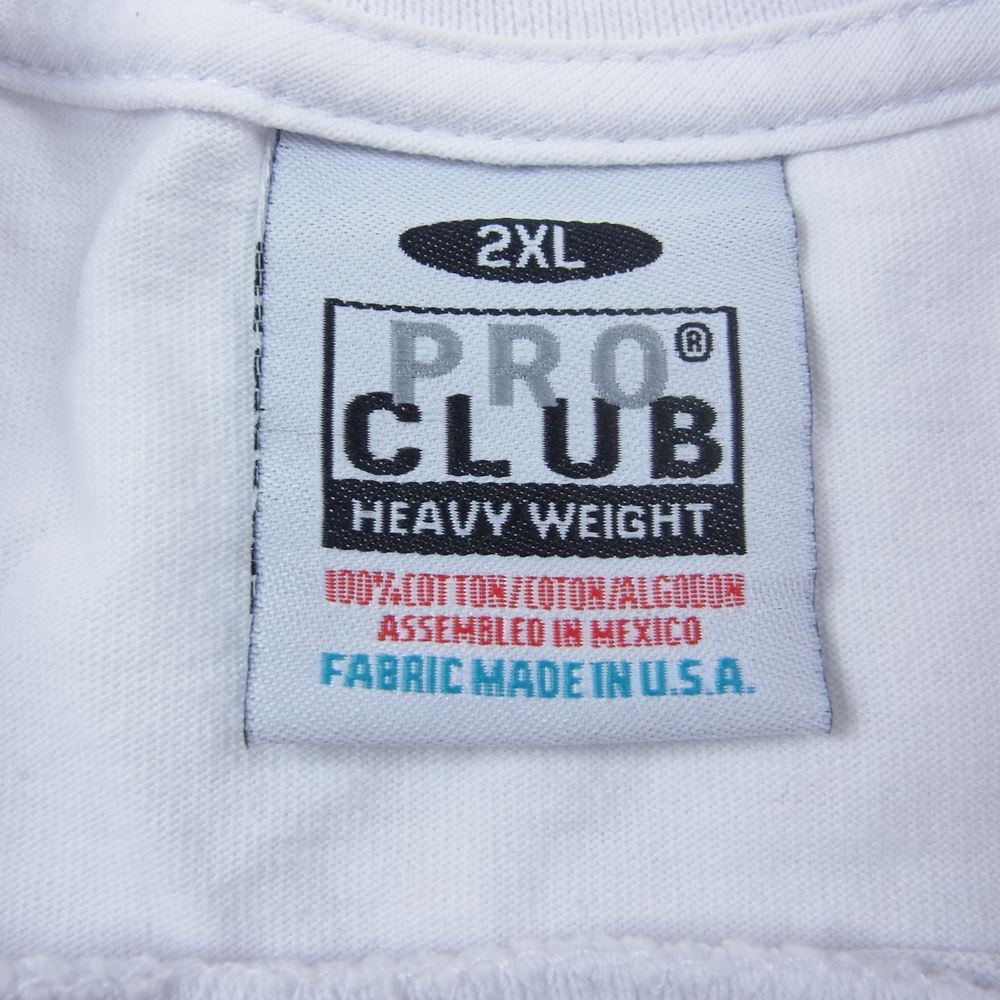 2XL
PRO®
CLUB
HEAVY WEIGHT
100%COTTON/COTON/ALGODON
ASSEMBLED IN MEXICO
FABRIC MADE IN U.S.A.